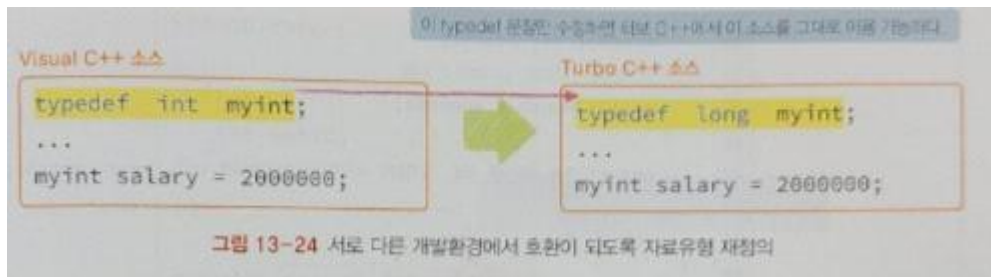 이 typedef 문장만 수정하면 터보 C++에서 이 소스를 그대로 이용 가능하다.
Visual C++ 소스
typedef int myint;
...
myint salary = 2000000;
Turbo C++ 소스
typedef long myint;
...
myint salary = 2000000;
그림 13-24 서로 다른 개발환경에서 호환이 되도록 자료유형 재정의